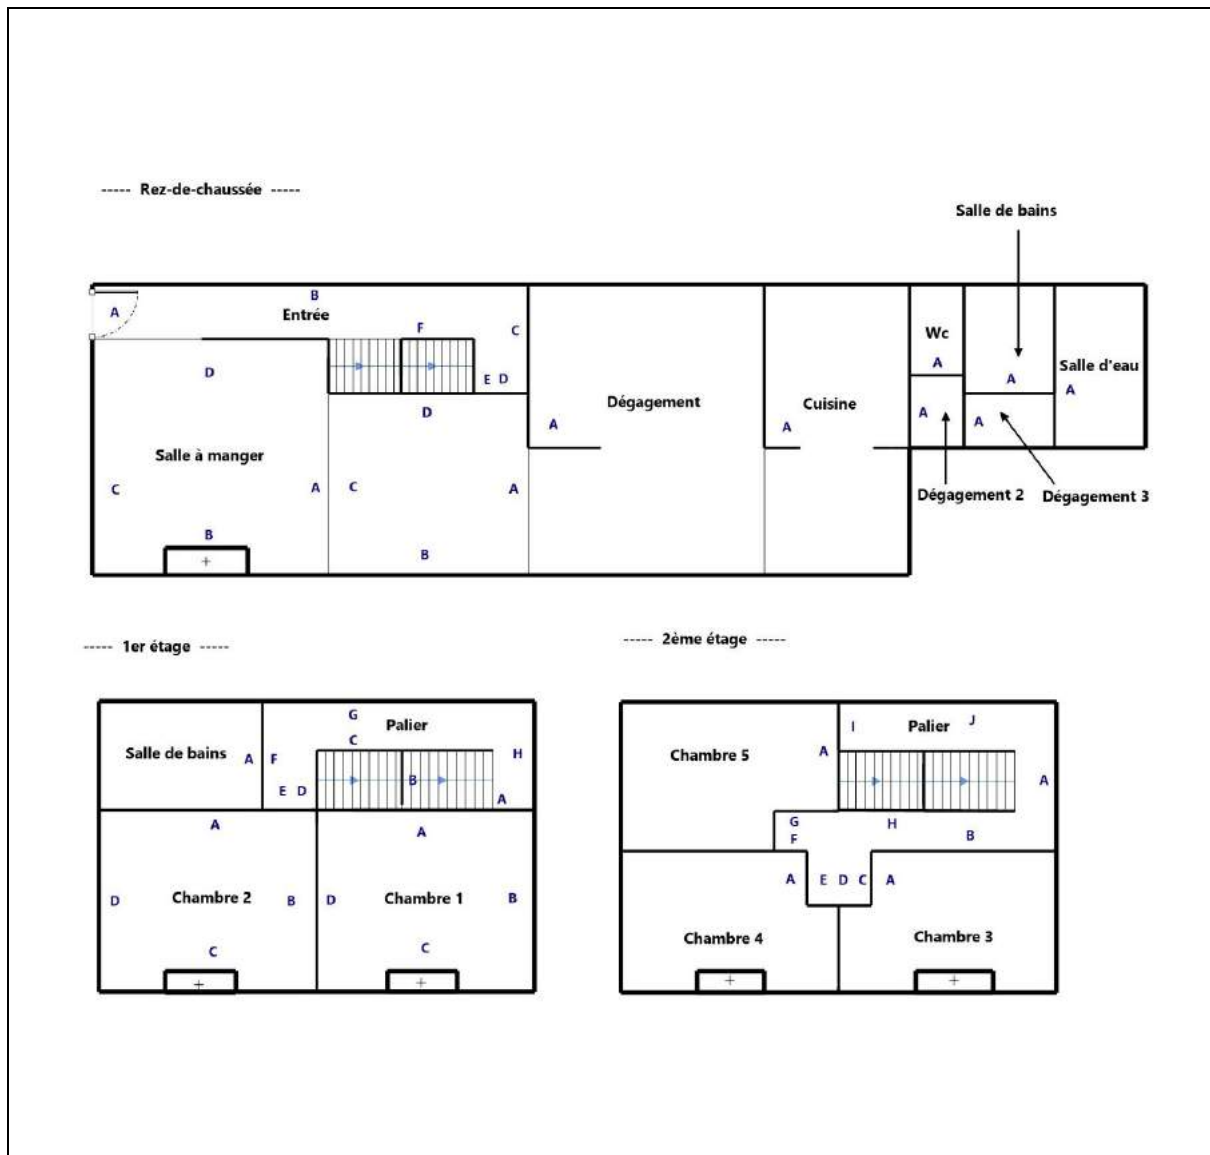 ----- Rez-de-chaussée -----
Salle de bains
B
A
Entrée
F
C
Wc
A
D
E D
A
Salle d'eau
A
Dégagement
Cuisine
D
A
A
A
A
Salle à manger
C
A
C
A
Dégagement 2
Dégagement 3
B
B
----- 1er étage -----
----- 2ème étage -----
G
Palier
C
Salle de bains
A
F
H
B
E D
A
A
A
D
Chambre 2
B
D
Chambre 1
B
C
C
I
Palier
J
Chambre 5
A
A
G
H
F
B
A
E D C
A
Chambre 4
Chambre 3